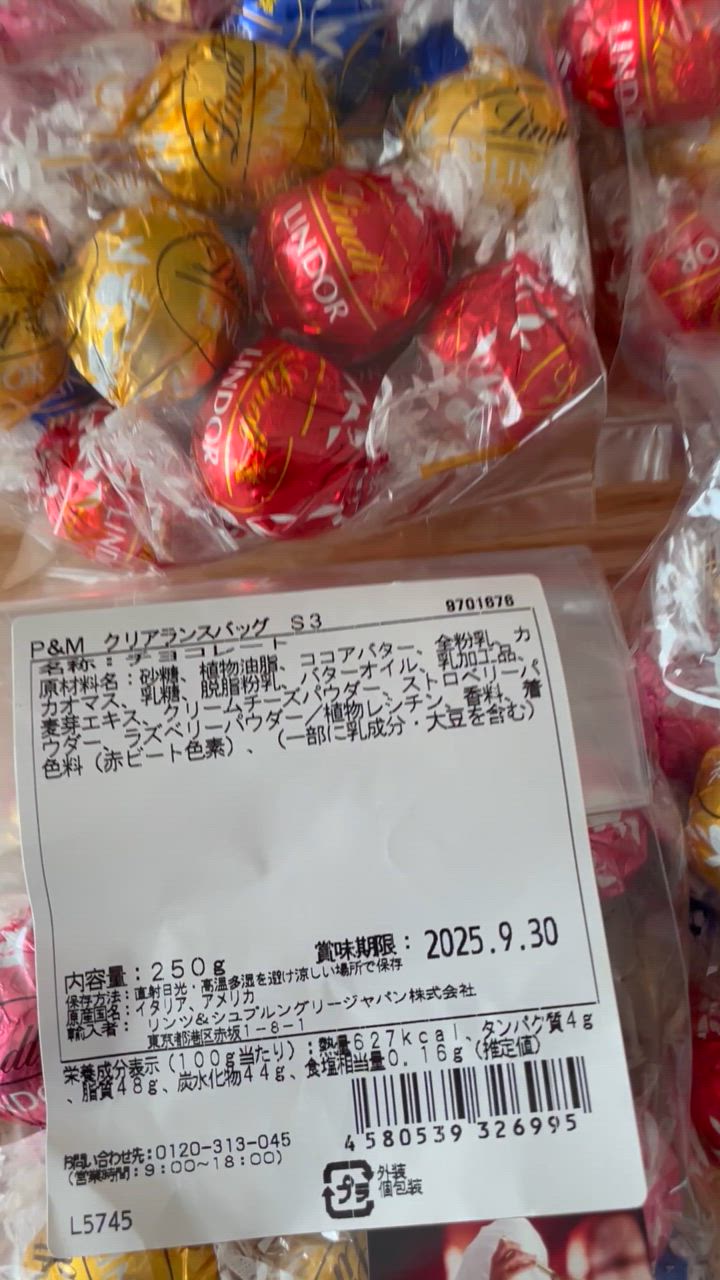 Lindt
LINDOR
Lindt
LIN
Lindt
LINDOR
LINDOR
Lindt
LINDOR
P&M クリアランスバッグ S3
9701676
名称：チョコレート
原材料名：砂糖、植物油脂、ココアバター、全粉乳、カ
カオマス、乳糖、脱脂粉乳、バターオイル、乳加工品、
麦芽エキス、クリームチーズパウダー、ストロベリーパ
ウダー、ラズベリーパウダー／植物レシチン、香料、着
色料（赤ビート色素）、（一部に乳成分・大豆を含む）
内容量：250g
賞味期限：2025.9.30
保存方法：直射日光・高温多湿を避け涼しい場所で保存
原産国名：イタリア、アメリカ
輸入者：リンツ&シュプルングリージャパン株式会社
東京都港区赤坂1-8-1
栄養成分表示（100g当たり）：熱量627kcal、タンパク質4g
、脂質48g、炭水化物44g、食塩相当量0.16g（推定値）
4 580539 326995
お問い合わせ先：0120-313-045
（営業時間：9:00～18:00）
プラ
外装
個包装
L5745